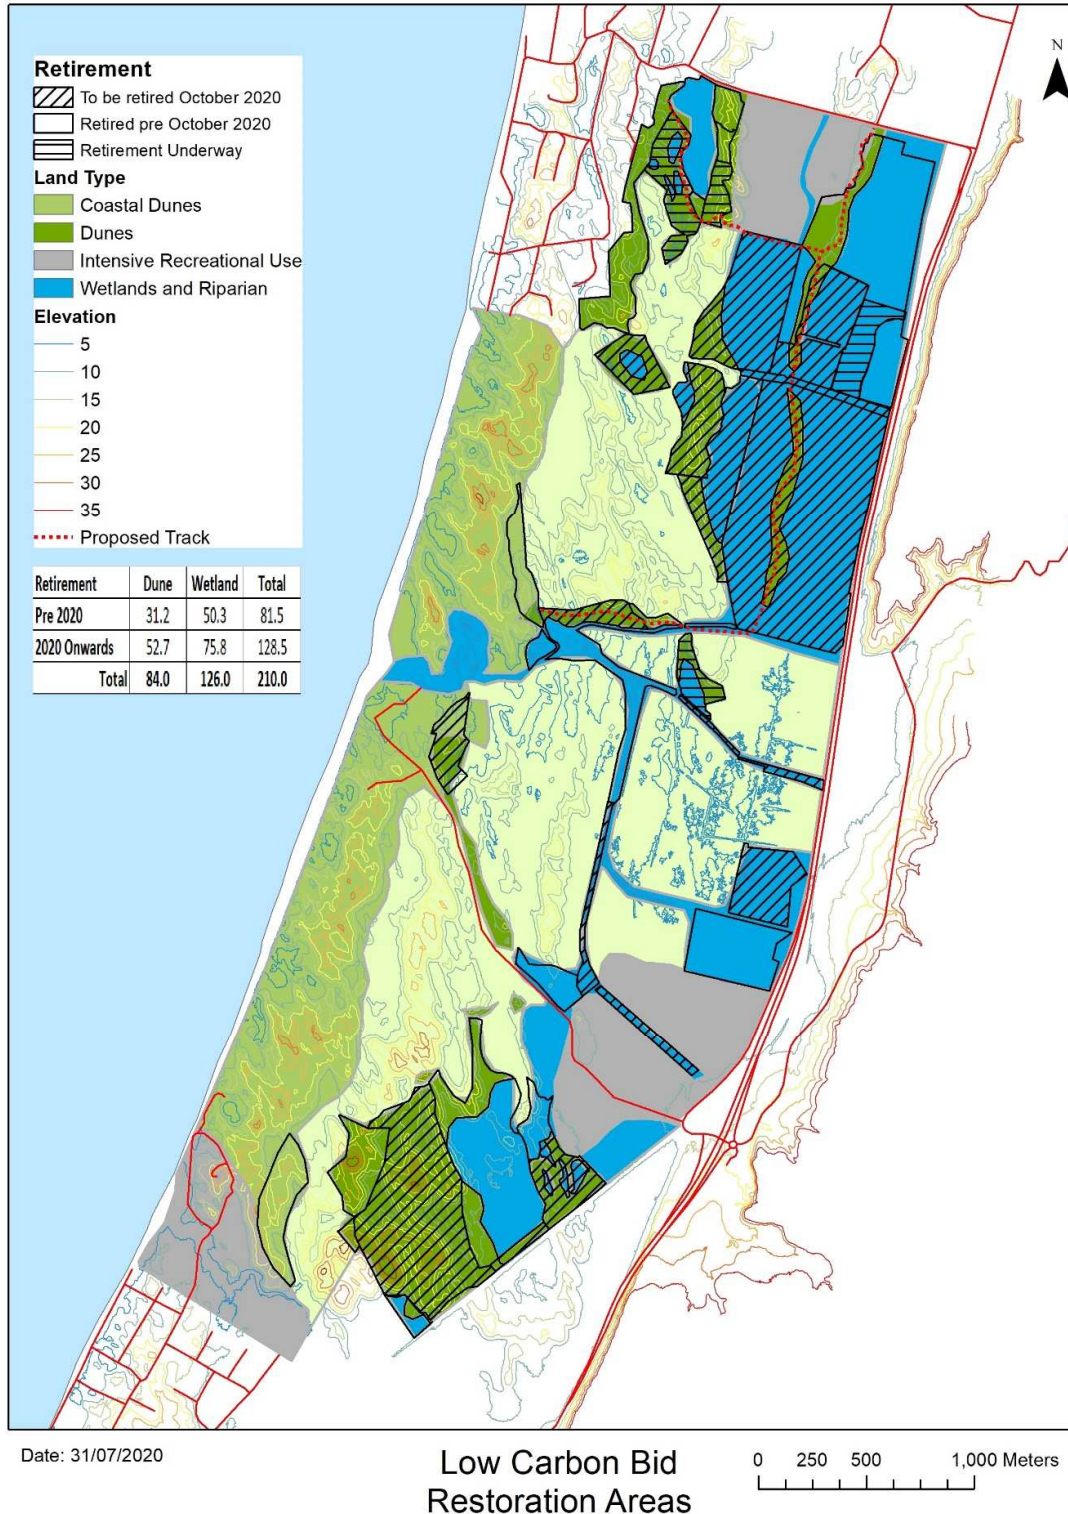 N
Retirement
To be retired October 2020
Retired pre October 2020
Retirement Underway
Land Type
Coastal Dunes
Dunes
Intensive Recreational Use
Wetlands and Riparian
Elevation
5
10
15
20
25
30
35
Proposed Track
Retirement Dune Wetland Total
Pre 2020 31.2 50.3 81.5
2020 Onwards 52.7 75.8 128.5
Total 84.0 126.0 210.0
Date: 31/07/2020
Low Carbon Bid
Restoration Areas
0 250 500 1,000 Meters